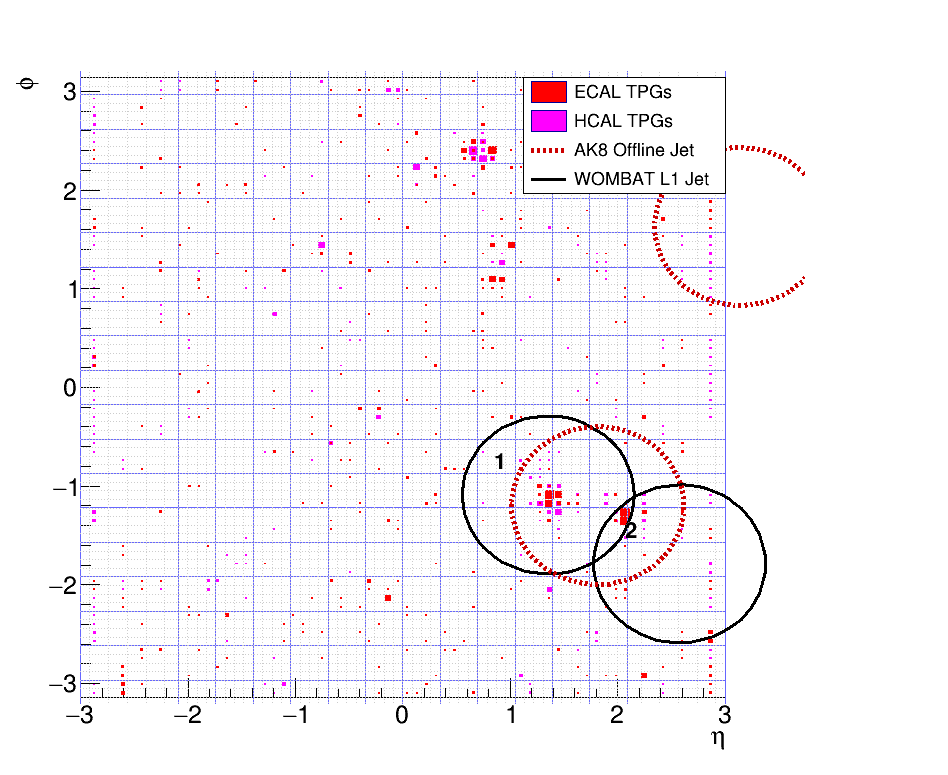 φ
3
2
1
0
−1
−2
−3
ECAL TPGs
HCAL TPGs
AK8 Offline Jet
WOMBAT L1 Jet
1
2
−3 −2 −1 0 1 2 3
η